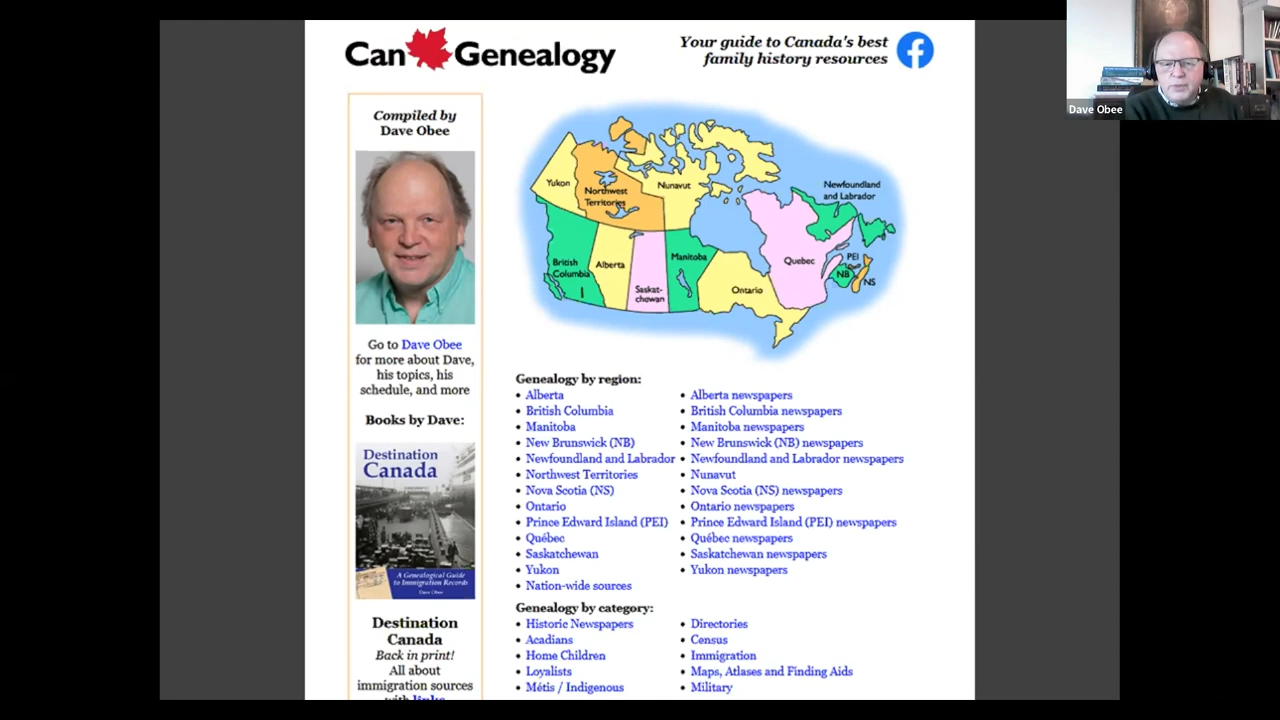 Can Genealogy
Your guide to Canada's best
family history resources
Dave Obee
Compiled by
Dave Obee
Go to Dave Obee
for more about Dave,
his topics, his
schedule, and more
Books by Dave:
Destination
Canada
A Genealogical Guide
to Immigration Records
Dave Obee
Destination
Canada
Back in print!
All about
immigration sources
with links
Yukon
Northwest
Territories
Nunavut
Newfoundland
and Labrador
British
Columbia
Alberta
Saskat-
chewan
Manitoba
Ontario
Quebec
PEI
NB
NS
Genealogy by region:
• Alberta
• British Columbia
• Manitoba
• New Brunswick (NB)
• Newfoundland and Labrador
• Northwest Territories
• Nova Scotia (NS)
• Ontario
• Prince Edward Island (PEI)
• Québec
• Saskatchewan
• Yukon
• Nation-wide sources
• Alberta newspapers
• British Columbia newspapers
• Manitoba newspapers
• New Brunswick (NB) newspapers
• Newfoundland and Labrador newspapers
• Nunavut
• Nova Scotia (NS) newspapers
• Ontario newspapers
• Prince Edward Island (PEI) newspapers
• Québec newspapers
• Saskatchewan newspapers
• Yukon newspapers
Genealogy by category:
• Historic Newspapers
• Acadians
• Home Children
• Loyalists
• Métis / Indigenous
• Directories
• Census
• Immigration
• Maps, Atlases and Finding Aids
• Military